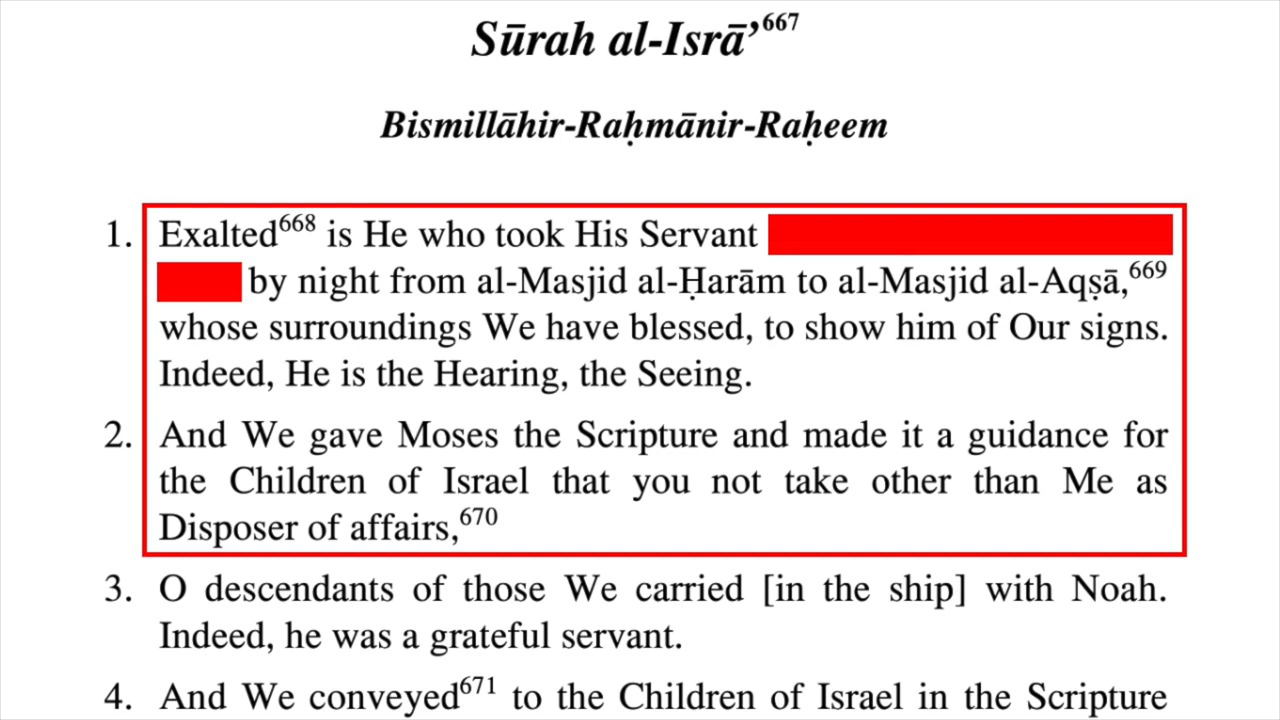 Sūrah al-Isrā’667
Bismillāhir-Raḥmānir-Raḥeem
1. Exalted668 is He who took His Servant
by night from al-Masjid al-Ḥarām to al-Masjid al-Aqṣā,669
whose surroundings We have blessed, to show him of Our signs.
Indeed, He is the Hearing, the Seeing.
2. And We gave Moses the Scripture and made it a guidance for
the Children of Israel that you not take other than Me as
Disposer of affairs,670
3. O descendants of those We carried [in the ship] with Noah.
Indeed, he was a grateful servant.
4. And We conveyed671 to the Children of Israel in the Scripture